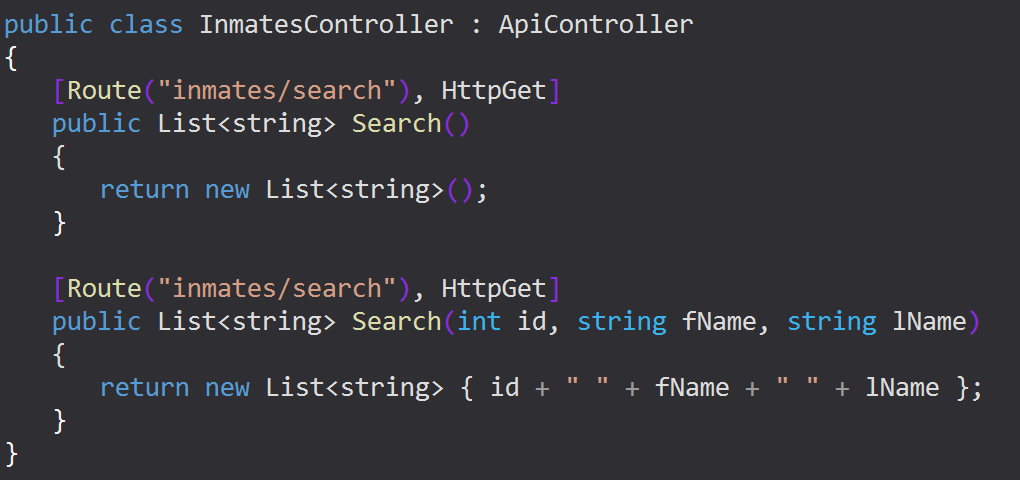 public class InmatesController : ApiController
{
[Route("inmates/search"), HttpGet]
public List<string> Search()
{
return new List<string>();
}
[Route("inmates/search"), HttpGet]
public List<string> Search(int id, string fName, string lName)
{
return new List<string> { id + " " + fName + " " + lName };
}
}